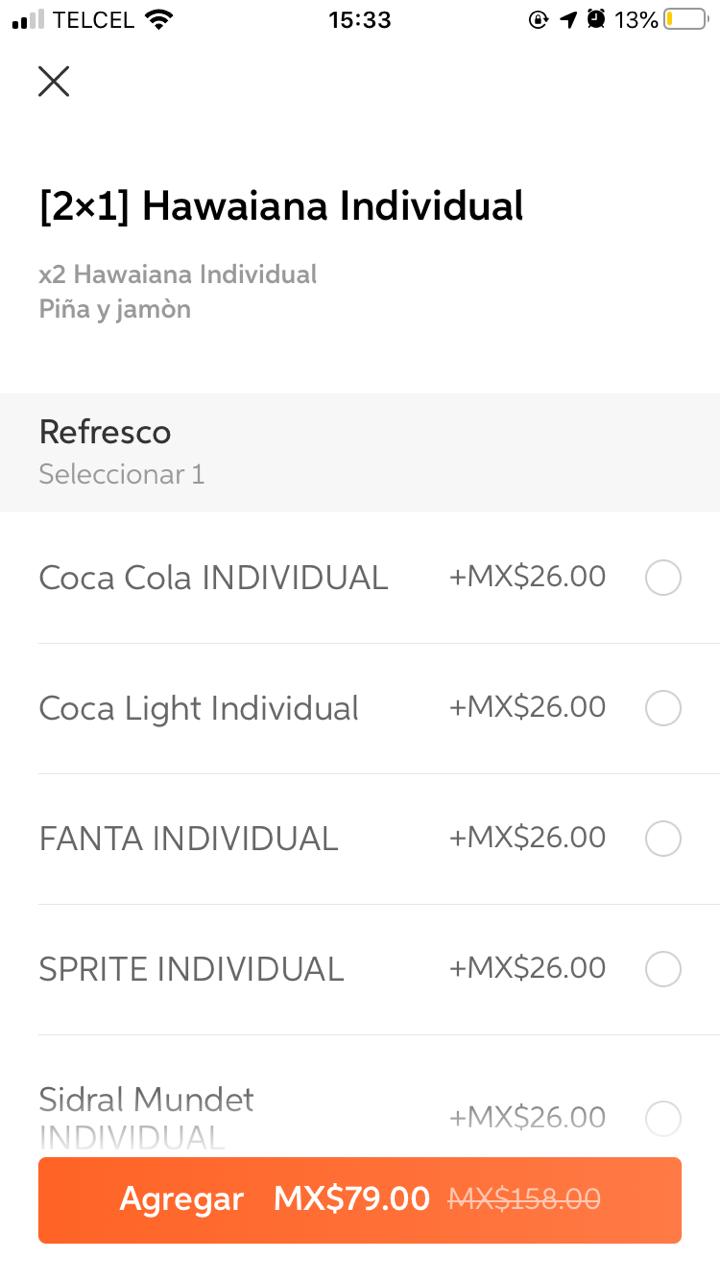 TELCEL 15:33 13%
[2×1] Hawaiana Individual
x2 Hawaiana Individual
Piña y jamòn
Refresco
Seleccionar 1
Coca Cola INDIVIDUAL +MX$26.00
Coca Light Individual +MX$26.00
FANTA INDIVIDUAL +MX$26.00
SPRITE INDIVIDUAL +MX$26.00
Sidral Mundet +MX$26.00
INDIVIDUAL
Agregar MX$79.00 MX$158.00